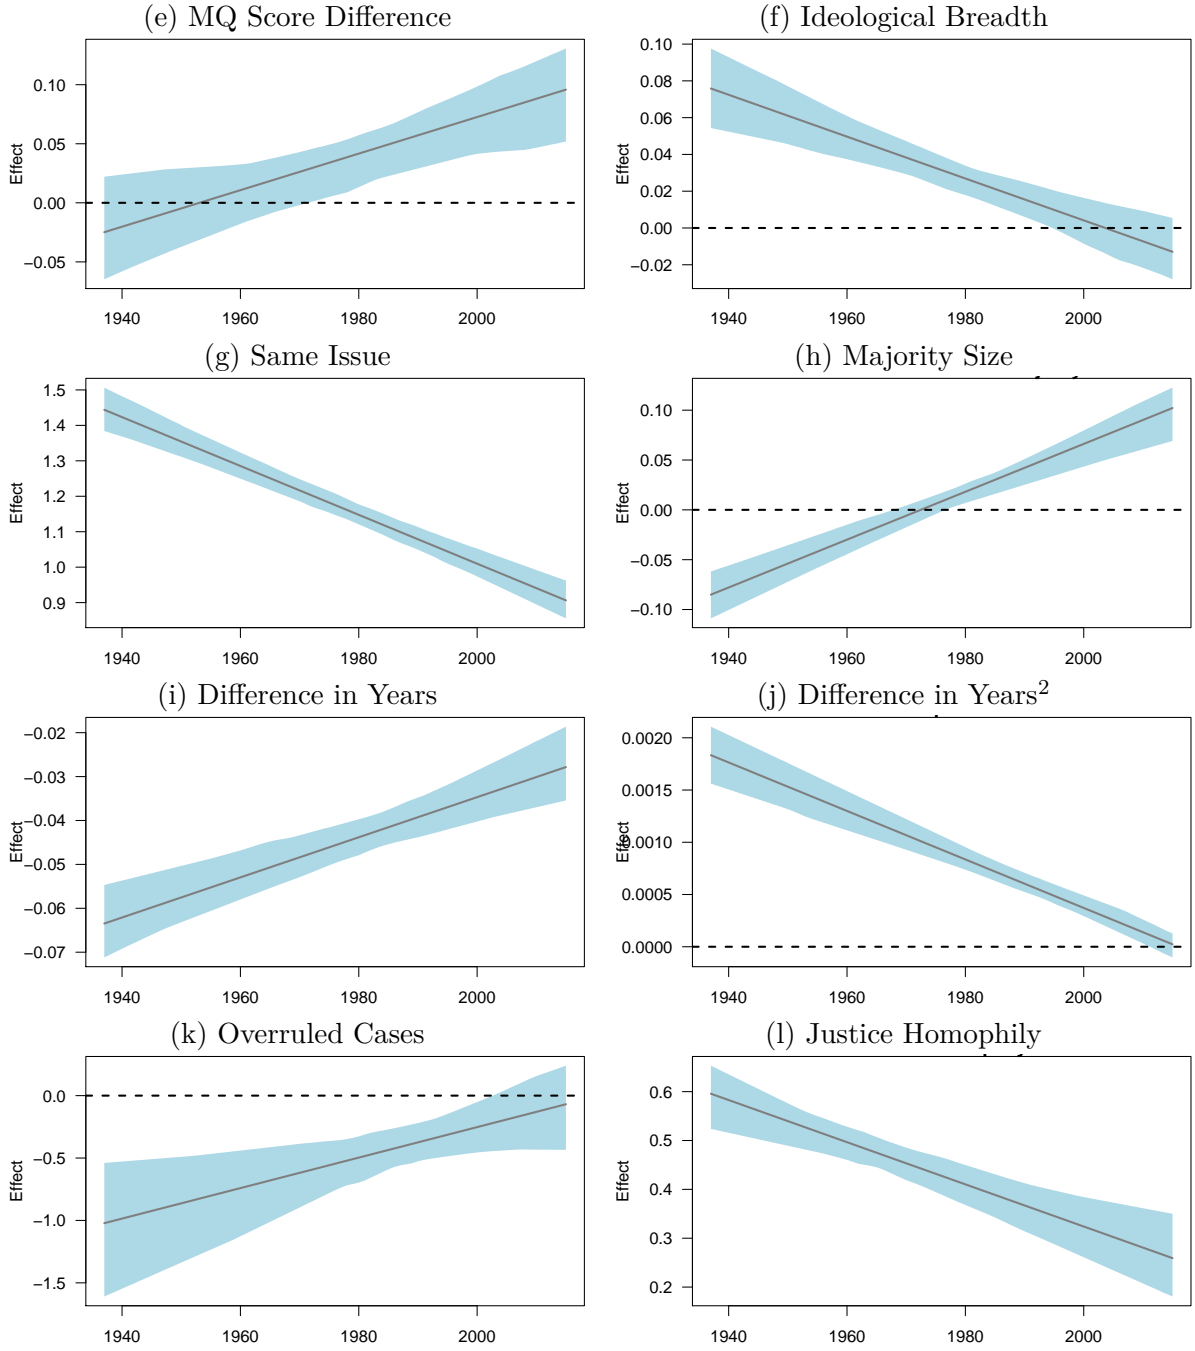 (e) MQ Score Difference
Effect
0.10
0.05
0.00
−0.05
1940 1960 1980 2000
(f) Ideological Breadth
Effect
0.10
0.08
0.06
0.04
0.02
0.00
−0.02
1940 1960 1980 2000
(g) Same Issue
Effect
1.5
1.4
1.3
1.2
1.1
1.0
0.9
1940 1960 1980 2000
(h) Majority Size
Effect
0.10
0.05
0.00
−0.05
−0.10
1940 1960 1980 2000
(i) Difference in Years
Effect
−0.02
−0.03
−0.04
−0.05
−0.06
−0.07
1940 1960 1980 2000
(j) Difference in Years²
Effect
0.0020
0.0015
0.0010
0.0005
0.0000
1940 1960 1980 2000
(k) Overruled Cases
Effect
0.0
−0.5
−1.0
−1.5
1940 1960 1980 2000
(l) Justice Homophily
Effect
0.6
0.5
0.4
0.3
0.2
1940 1960 1980 2000